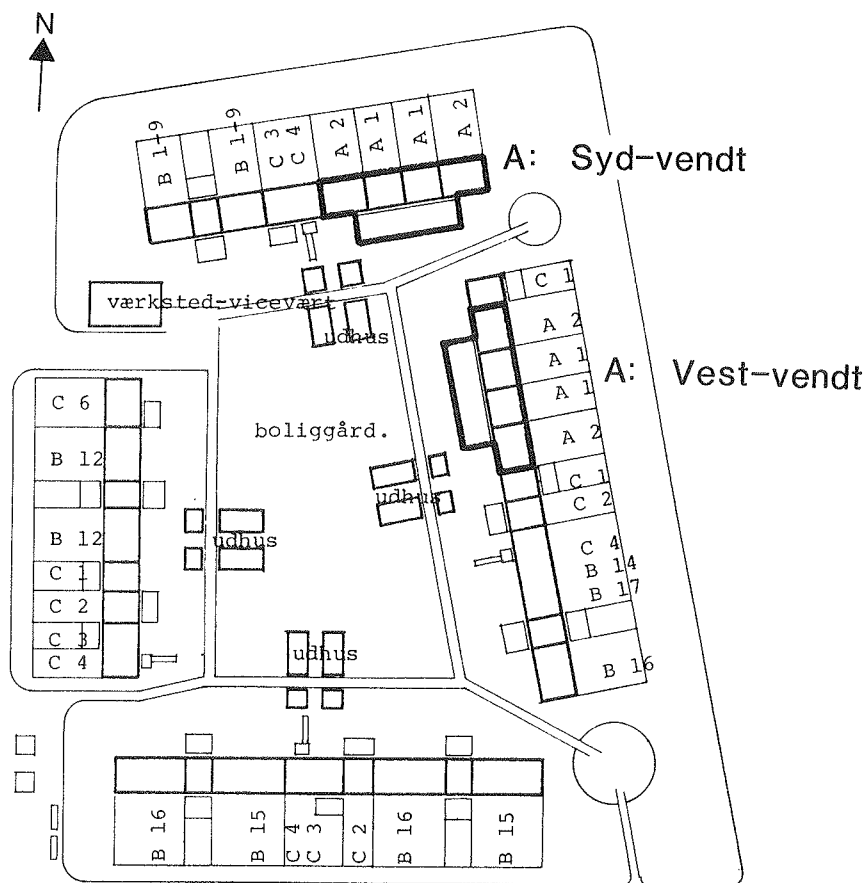 N
B 1-9
B 1-9
C 3
C 4
A 2
A 1
A 1
A 2
A: Syd-vendt
værksted-vicevært
udhus
C 1
A 2
A 1
A 1
A 2
A: Vest-vendt
C 1
C 2
C 4
B 14
B 17
B 16
boliggård.
udhus
C 6
B 12
B 12
C 1
C 2
C 3
C 4
udhus
udhus
B 16
B 15
C 4
C 3
C 2
B 16
B 15